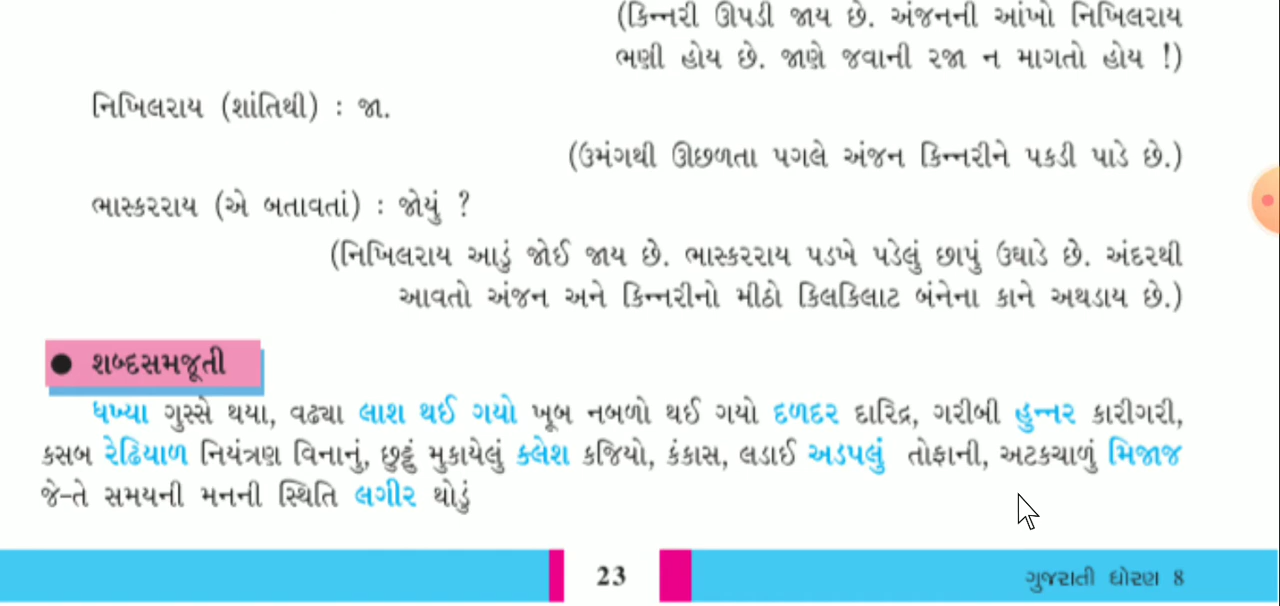 (કિન્નરી ઊપડી જાય છે. અંજનની આંખો નિખિલરાય
ભણી હોય છે. જાણે જવાની રજા ન માગતો હોય !)
નિખિલરાય (શાંતિથી) : જા.
(ઉમંગથી ઊછળતા પગલે અંજન કિન્નરીને પકડી પાડે છે.)
ભાસ્કરરાય (એ બતાવતાં) : જોયું ?
(નિખિલરાય આડું જોઈ જાય છે. ભાસ્કરરાય પડખે પડેલું છાપું ઉઘાડે છે. અંદરથી
આવતો અંજન અને કિન્નરીનો મીઠો કિલકિલાટ બંનેના કાને અથડાય છે.)
● શબ્દસમજૂતી
ધખ્યા ગુસ્સે થયા, વઢ્યા લાશ થઈ ગયો ખૂબ નબળો થઈ ગયો દળદર દારિદ્ર, ગરીબી હુન્નર કારીગરી,
કસબ રેઢિયાળ નિયંત્રણ વિનાનું, છુટ્ટું મુકાયેલું ક્લેશ કજિયો, કંકાસ, લડાઈ અડપલું તોફાની, અટકચાળું મિજાજ
જે-તે સમયની મનની સ્થિતિ લગીર થોડું
23
ગુજરાતી ધોરણ 8